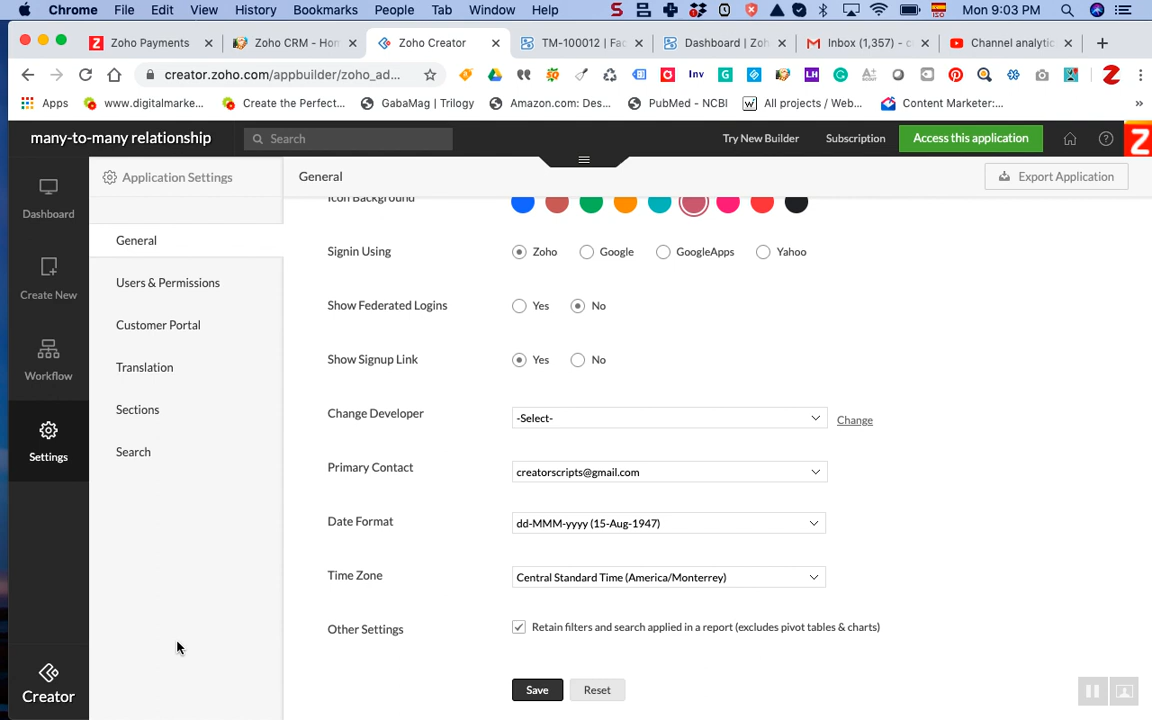 Chrome File Edit View History Bookmarks People Tab Window Help Mon 9:03 PM
Zoho Payments Zoho CRM - Hom Zoho Creator TM-100012 | Fac Dashboard | Zoh Inbox (1,357) - c Channel analytic
creator.zoho.com/appbuilder/zoho_ad...
Apps www.digitalmarke... Create the Perfect... GabaMag | Trilogy Amazon.com: Des... PubMed - NCBI All projects / Web... Content Marketer:... »
many-to-many relationship Search Try New Builder Subscription Access this application
Application Settings General Export Application
Dashboard
Create New
Workflow
Settings
Creator
General
Users & Permissions
Customer Portal
Translation
Sections
Search
Icon Background
Signin Using Zoho Google GoogleApps Yahoo
Show Federated Logins Yes No
Show Signup Link Yes No
Change Developer -Select- Change
Primary Contact creatorscripts@gmail.com
Date Format dd-MMM-yyyy (15-Aug-1947)
Time Zone Central Standard Time (America/Monterrey)
Other Settings Retain filters and search applied in a report (excludes pivot tables & charts)
Save Reset